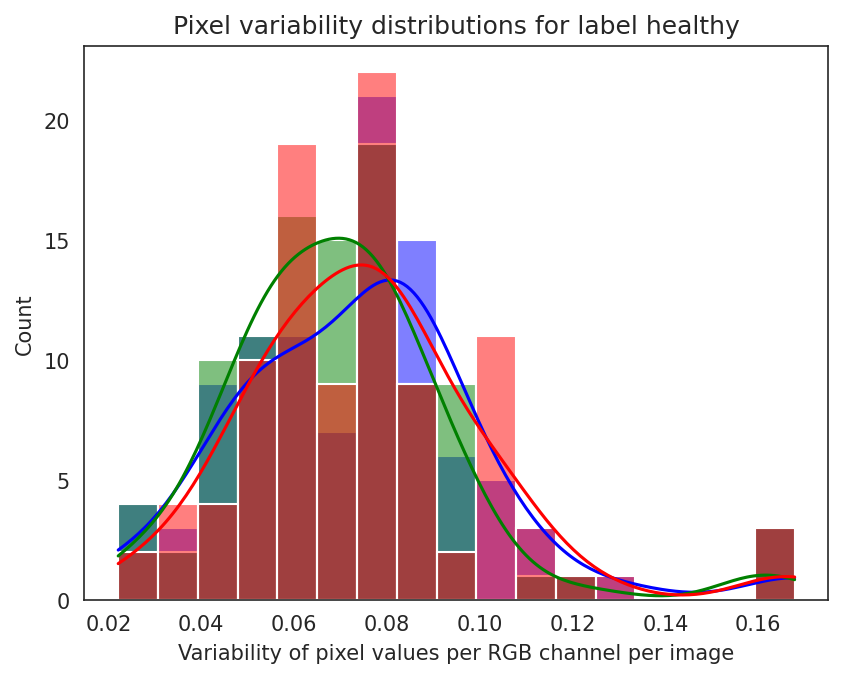 Pixel variability distributions for label healthy
Count
20
15
10
5
0
0.02 0.04 0.06 0.08 0.10 0.12 0.14 0.16
Variability of pixel values per RGB channel per image